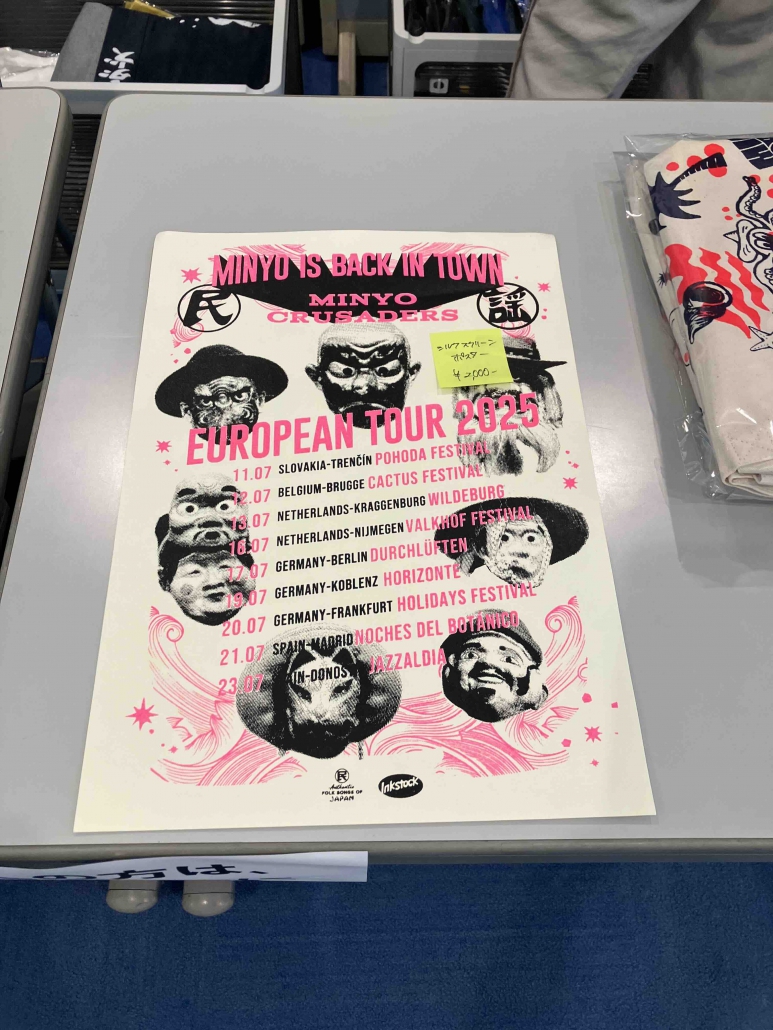 MINYO IS BACK IN TOWN
民 MINYO 謡
CRUSADERS
シルクスクリーン
ポスター
¥2,000-
EUROPEAN TOUR 2025
11.07 SLOVAKIA-TRENČÍN POHODA FESTIVAL
12.07 BELGIUM-BRUGGE CACTUS FESTIVAL
13.07 NETHERLANDS-KRAGGENBURG WILDEBURG
16.07 NETHERLANDS-NIJMEGEN VALKHOF FESTIVAL
17.07 GERMANY-BERLIN DURCHLÜFTEN
19.07 GERMANY-KOBLENZ HORIZONTE
20.07 GERMANY-FRANKFURT HOLIDAYS FESTIVAL
21.07 SPAIN-MADRID NOCHES DEL BOTÁNICO
23.07 JAZZALDIA
民
Authentic
FOLK SONGS OF
JAPAN
Inkstock
の方は、